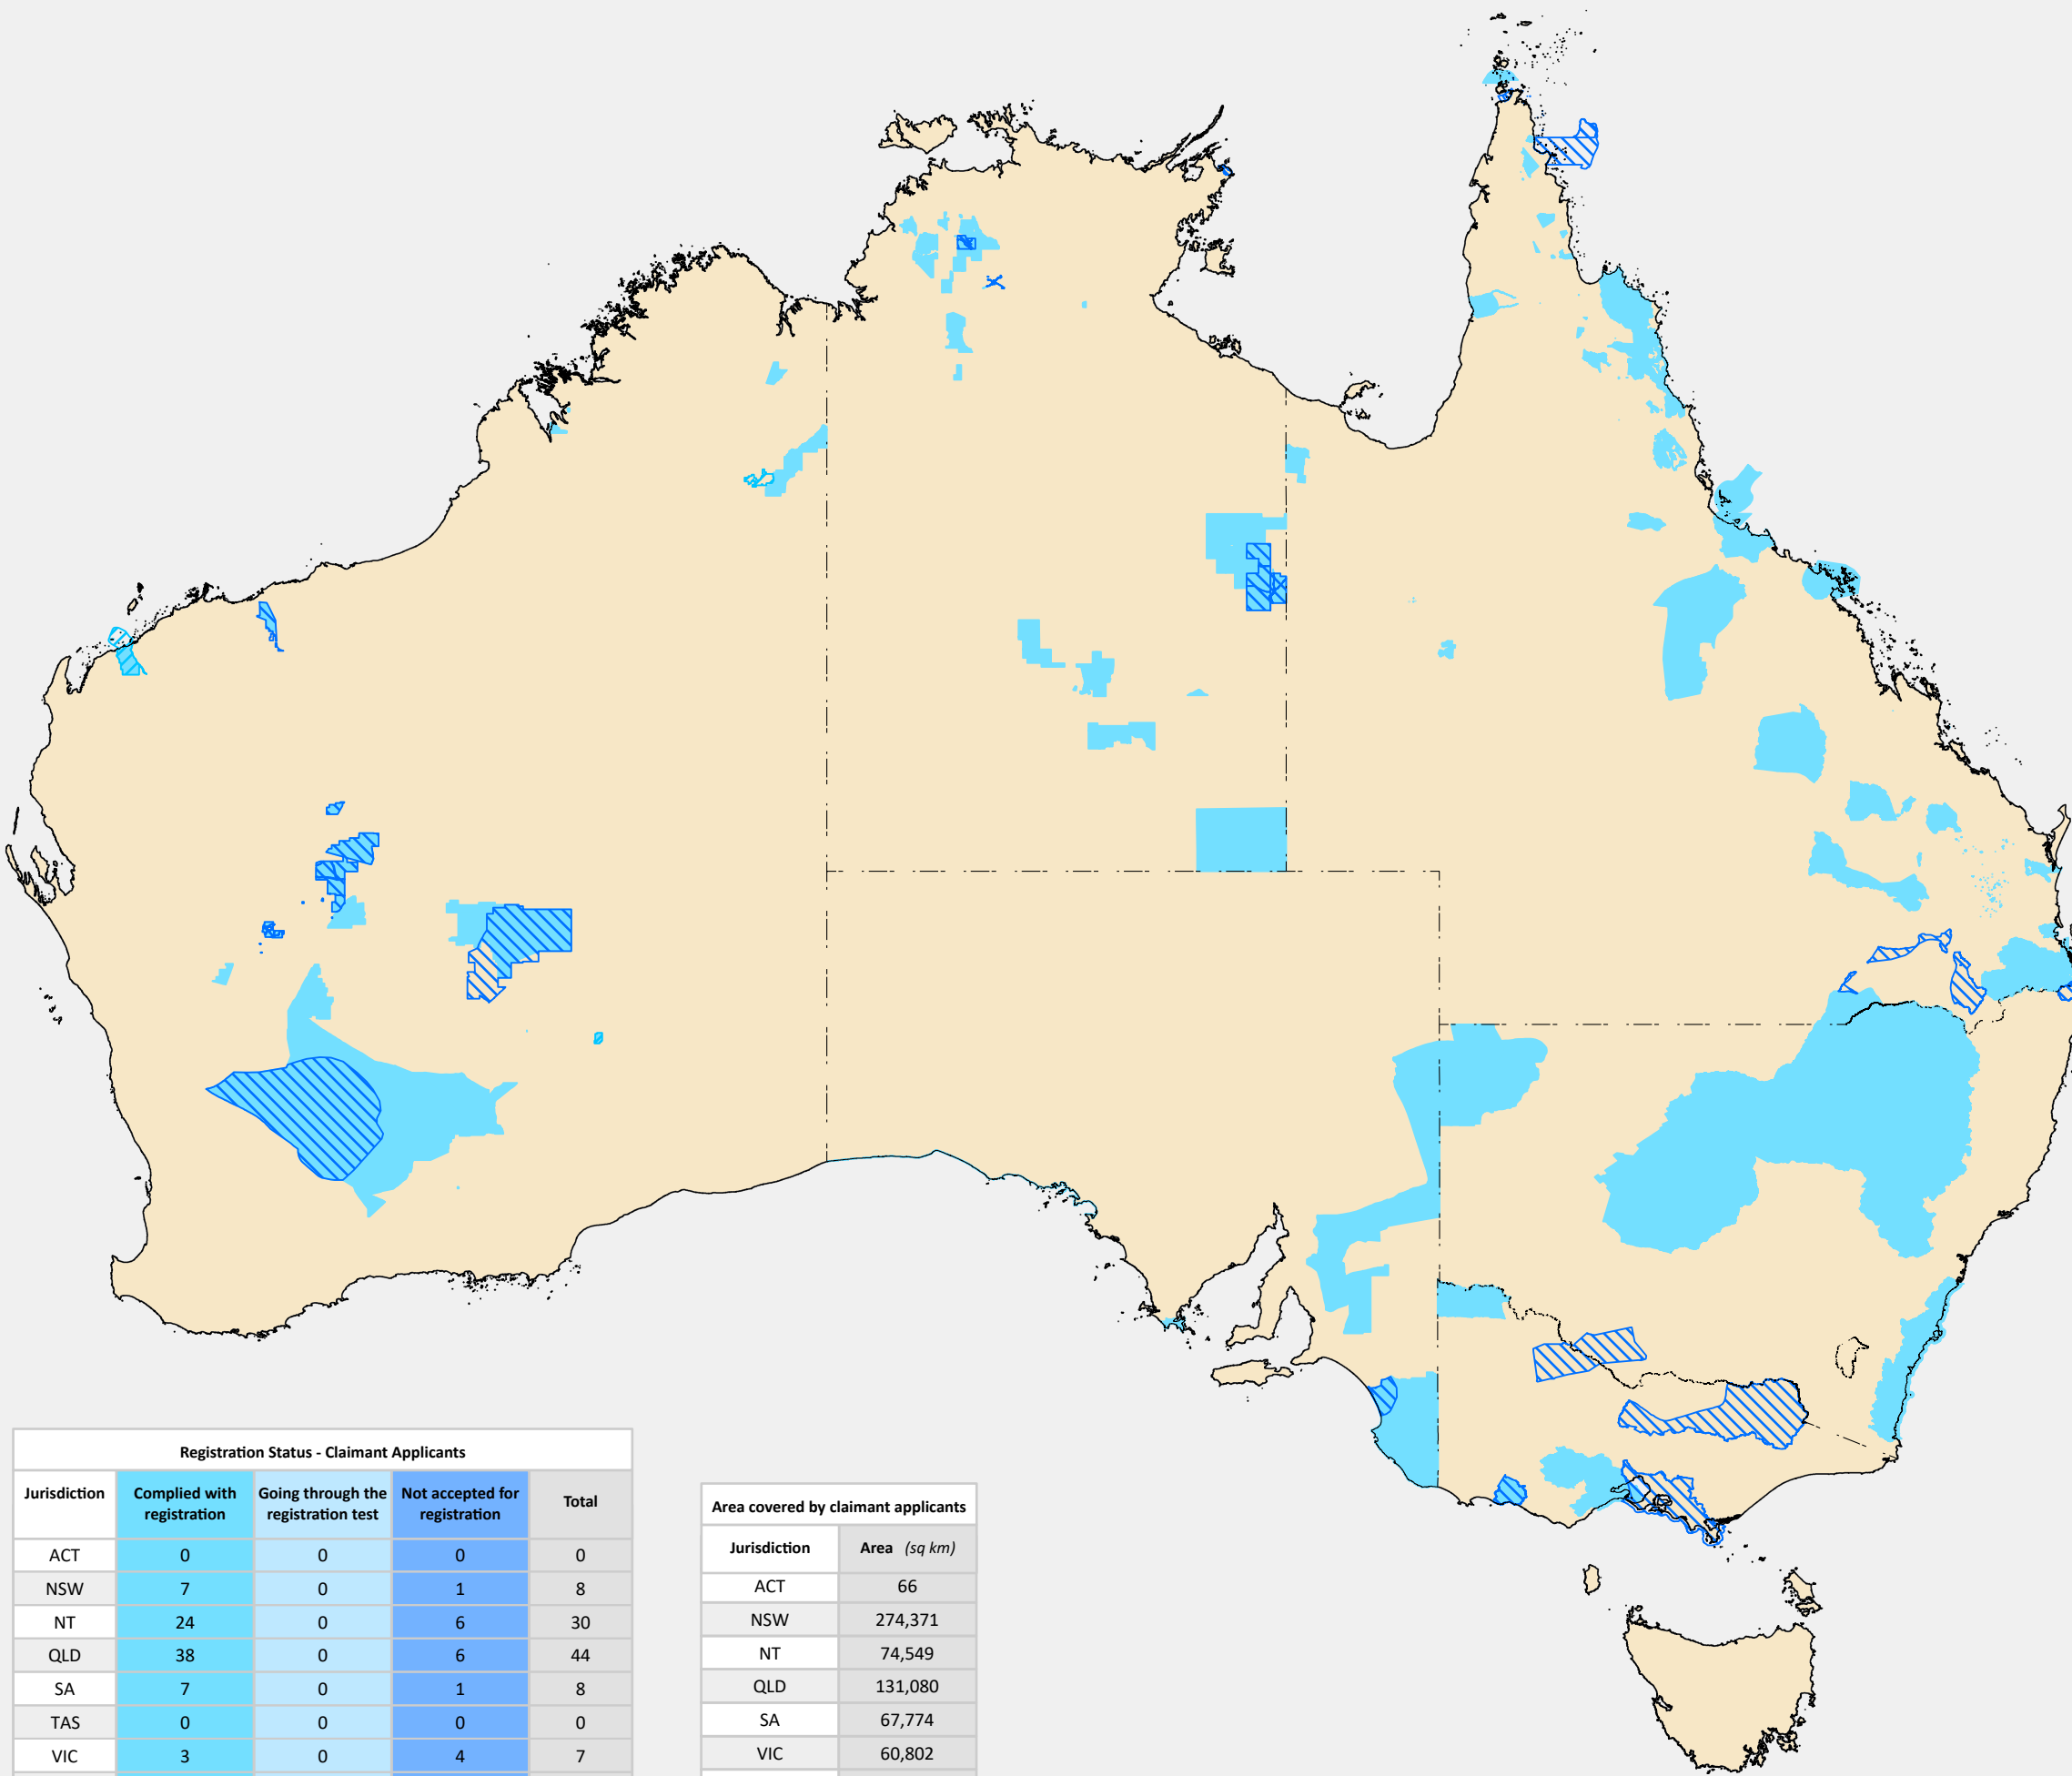 Registration Status - Claimant Applicants
Jurisdiction
Complied with registration
Going through the registration test
Not accepted for registration
Total
ACT 0 0 0 0
NSW 7 0 1 8
NT 24 0 6 30
QLD 38 0 6 44
SA 7 0 1 8
TAS 0 0 0 0
VIC 3 0 4 7
Area covered by claimant applicants
Jurisdiction Area (sq km)
ACT 66
NSW 274,371
NT 74,549
QLD 131,080
SA 67,774
VIC 60,802